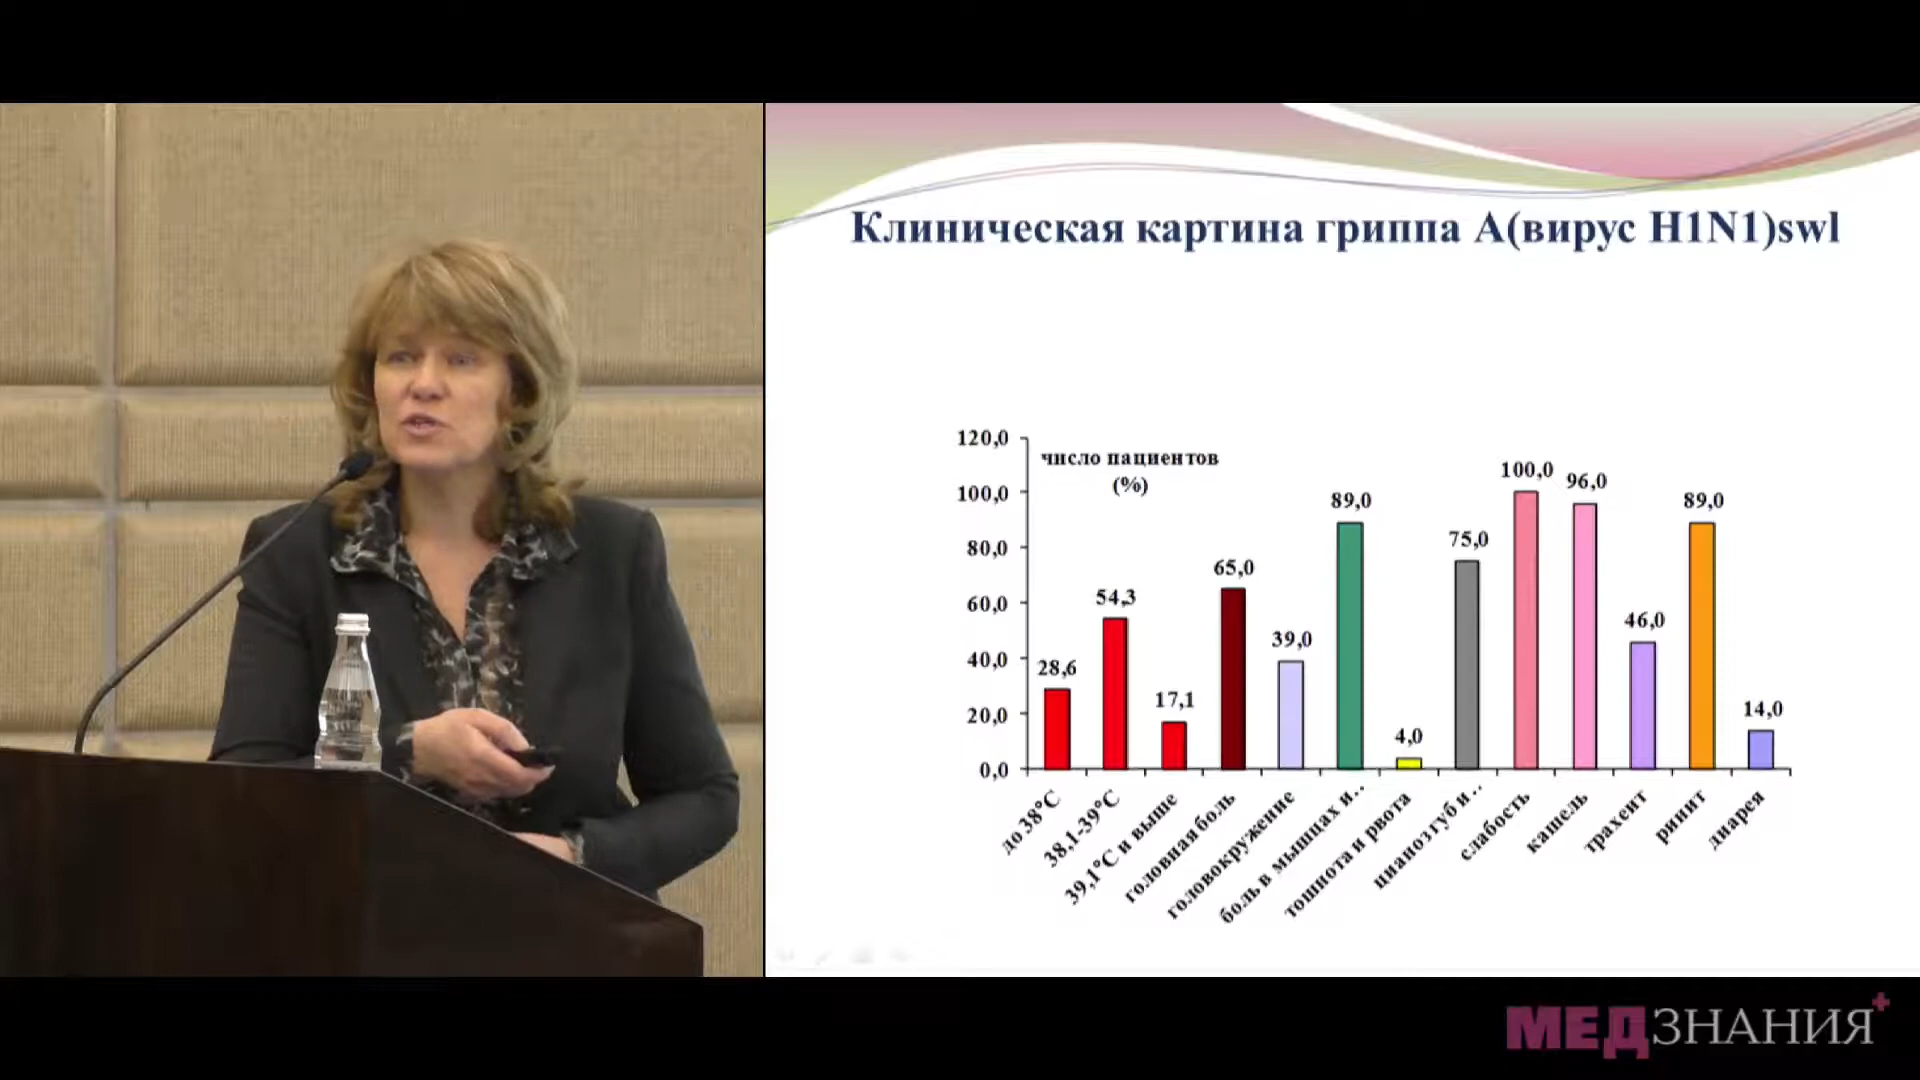 Клиническая картина гриппа А(вирус H1N1)swl
число пациентов
(%)
120,0
100,0
80,0
60,0
40,0
20,0
0,0
28,6
54,3
17,1
65,0
39,0
89,0
4,0
75,0
100,0
96,0
46,0
89,0
14,0
до 38°С
38,1-39°С
39,1°С и выше
головная боль
головокружение
боль в мышцах и…
тошнота и рвота
цианоз губ и…
слабость
кашель
трахеит
ринит
диарея
МЕДЗНАНИЯ+